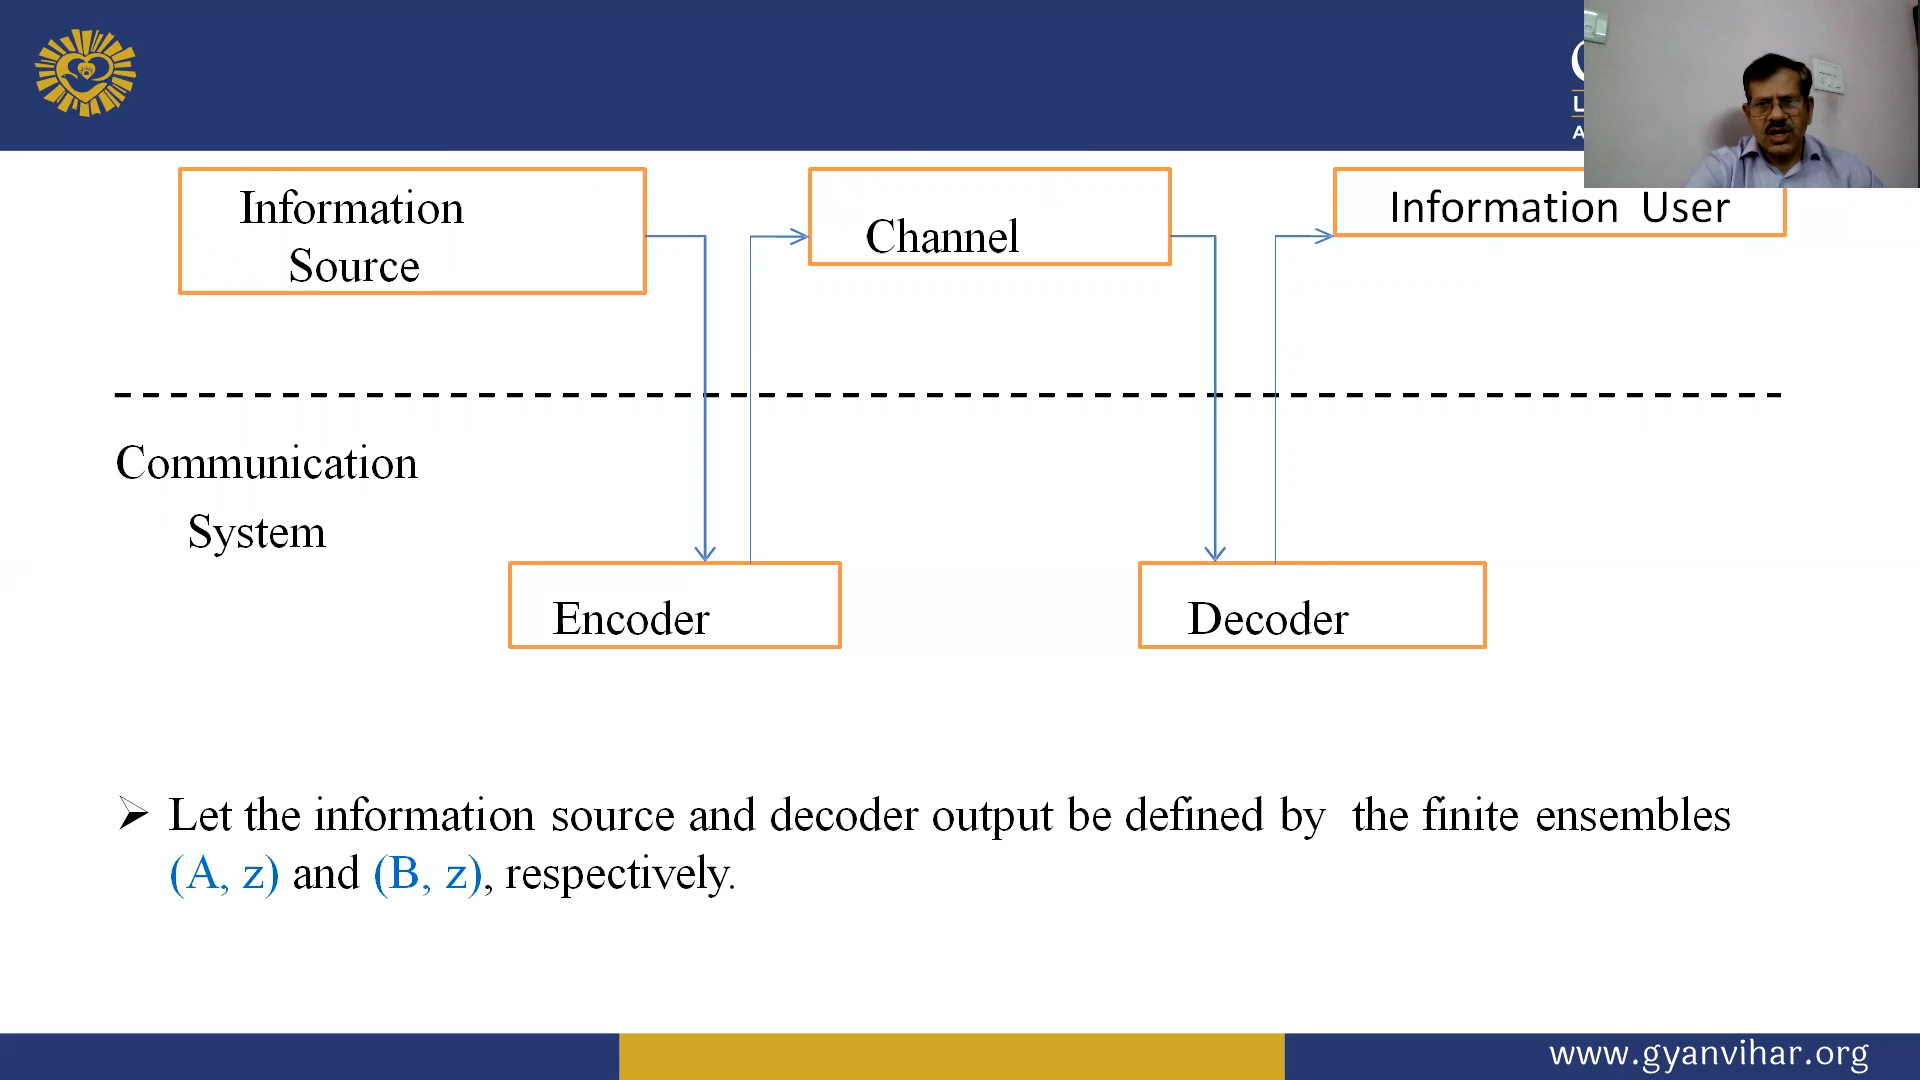 Information
Source
Channel
Information User
Communication
System
Encoder
Decoder
Let the information source and decoder output be defined by the finite ensembles
(A, z) and (B, z), respectively.
www.gyanvihar.org